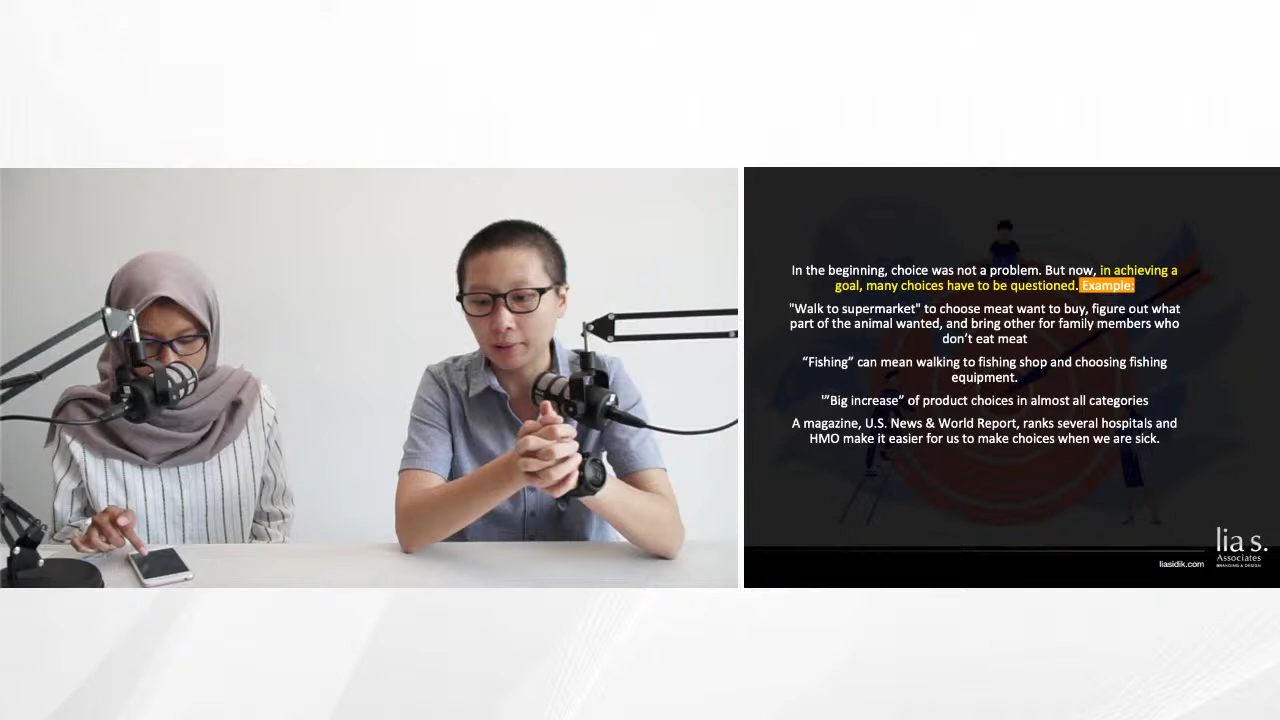 In the beginning, choice was not a problem. But now, in achieving a
goal, many choices have to be questioned. Example:
"Walk to supermarket" to choose meat want to buy, figure out what
part of the animal wanted, and bring other for family members who
don’t eat meat
“Fishing” can mean walking to fishing shop and choosing fishing
equipment.
'”Big increase” of product choices in almost all categories
A magazine, U.S. News & World Report, ranks several hospitals and
HMO make it easier for us to make choices when we are sick.
lia s.
Associates
BRANDING & DESIGN
liasidik.com